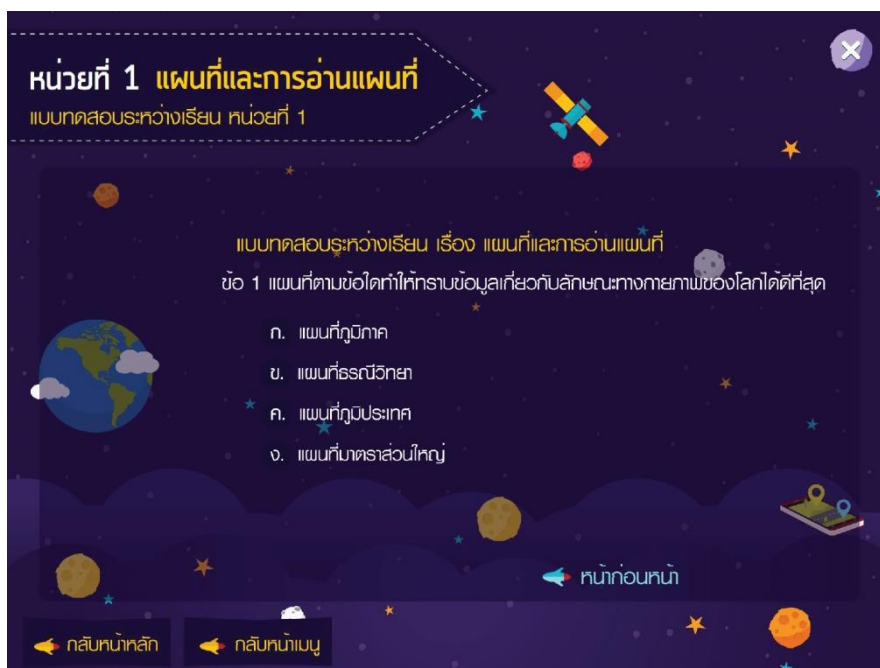 หน่วยที่ 1 แผนที่และการอ่านแผนที่
แบบทดสอบระหว่างเรียน หน่วยที่ 1
แบบทดสอบระหว่างเรียน เรื่อง แผนที่และการอ่านแผนที่
ข้อ 1 แผนที่ตามข้อใดทำให้ทราบข้อมูลเกี่ยวกับลักษณะทางกายภาพของโลกได้ดีที่สุด
ก. แผนที่ภูมิภาค
ข. แผนที่ธรณีวิทยา
ค. แผนที่ภูมิประเทศ
ง. แผนที่มาตราส่วนใหญ่
หน้าก่อนหน้า
กลับหน้าหลัก
กลับหน้าเมนู